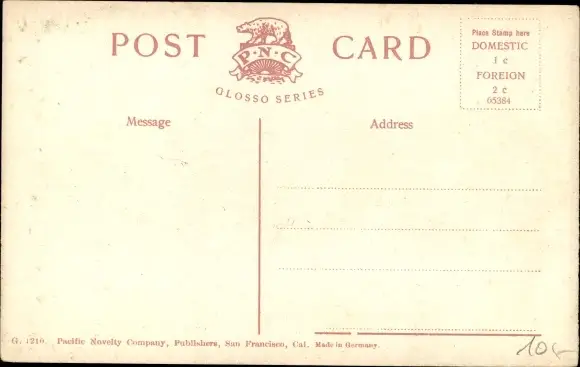 POST CARD
P·N·C
GLOSSO SERIES
Place Stamp here
DOMESTIC
1 c
FOREIGN
2 c
65384
Message
Address
G. 1210. Pacific Novelty Company, Publishers, San Francisco, Cal. Made in Germany.